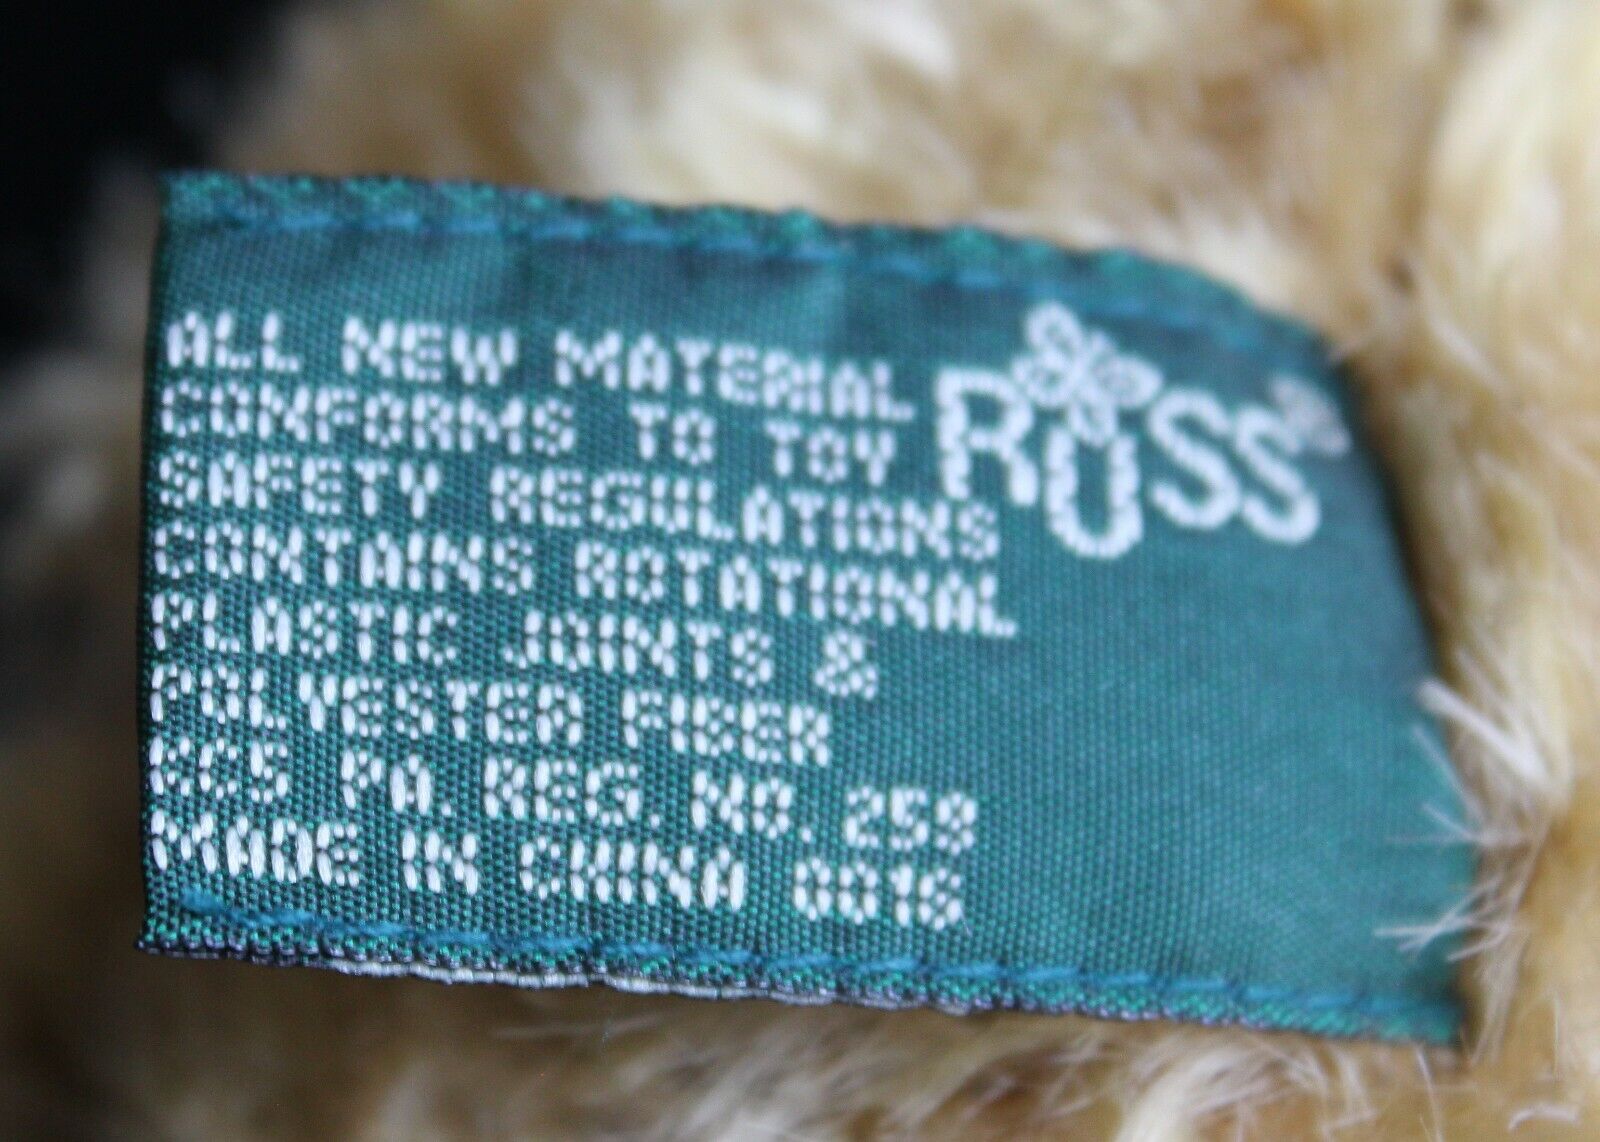 ALL NEW MATERIAL
CONFORMS TO TOY
SAFETY REGULATIONS
CONTAINS ROTATIONAL
PLASTIC JOINTS &
POLYESTER FIBER
GC5 PA. REG. NO. 258
MADE IN CHINA 0016
RUSS®